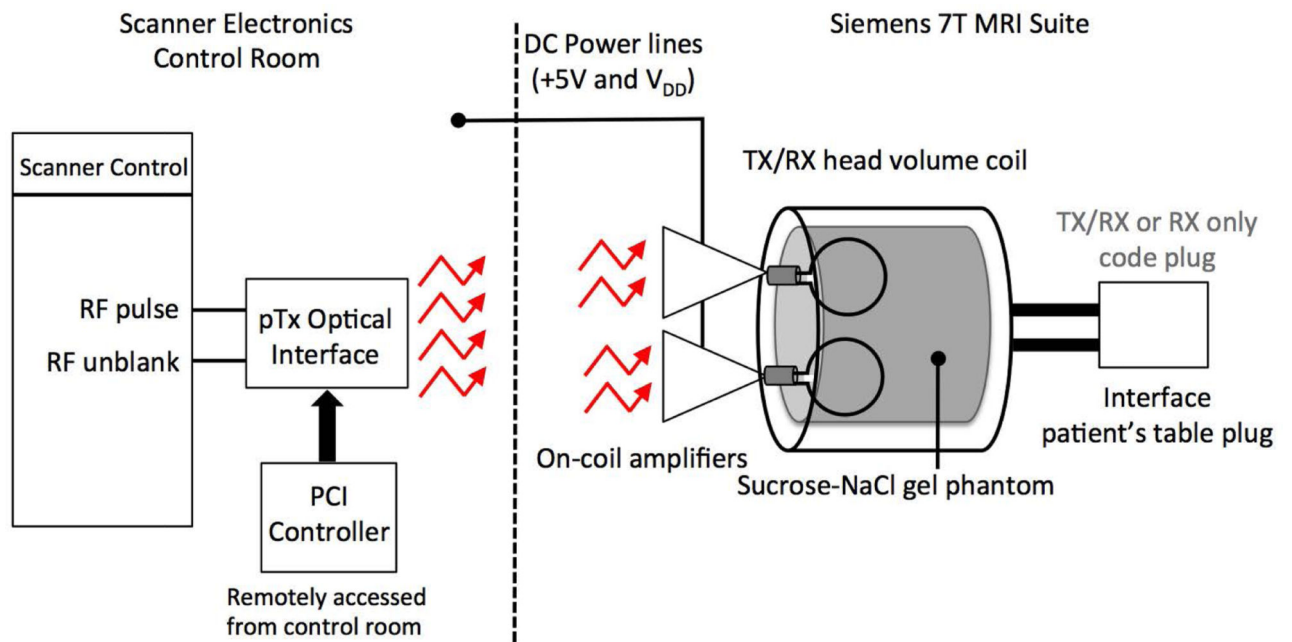 Scanner Electronics
Control Room
Siemens 7T MRI Suite
DC Power lines
(+5V and VDD)
Scanner Control
TX/RX head volume coil
TX/RX or RX only
code plug
RF pulse
RF unblank
pTx Optical
Interface
On-coil amplifiers
Interface
patient's table plug
Sucrose-NaCl gel phantom
PCI
Controller
Remotely accessed
from control room